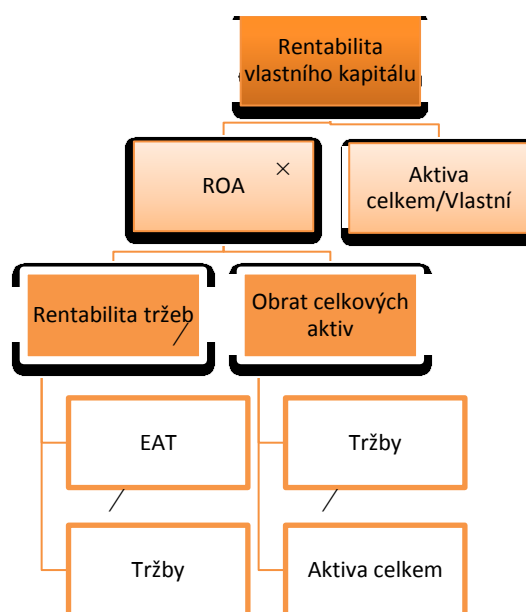 Rentabilita
vlastního kapitálu
ROA
×
Aktiva
celkem/Vlastní
Rentabilita tržeb
/
Obrat celkových
aktiv
EAT
/
Tržby
Tržby
/
Aktiva celkem